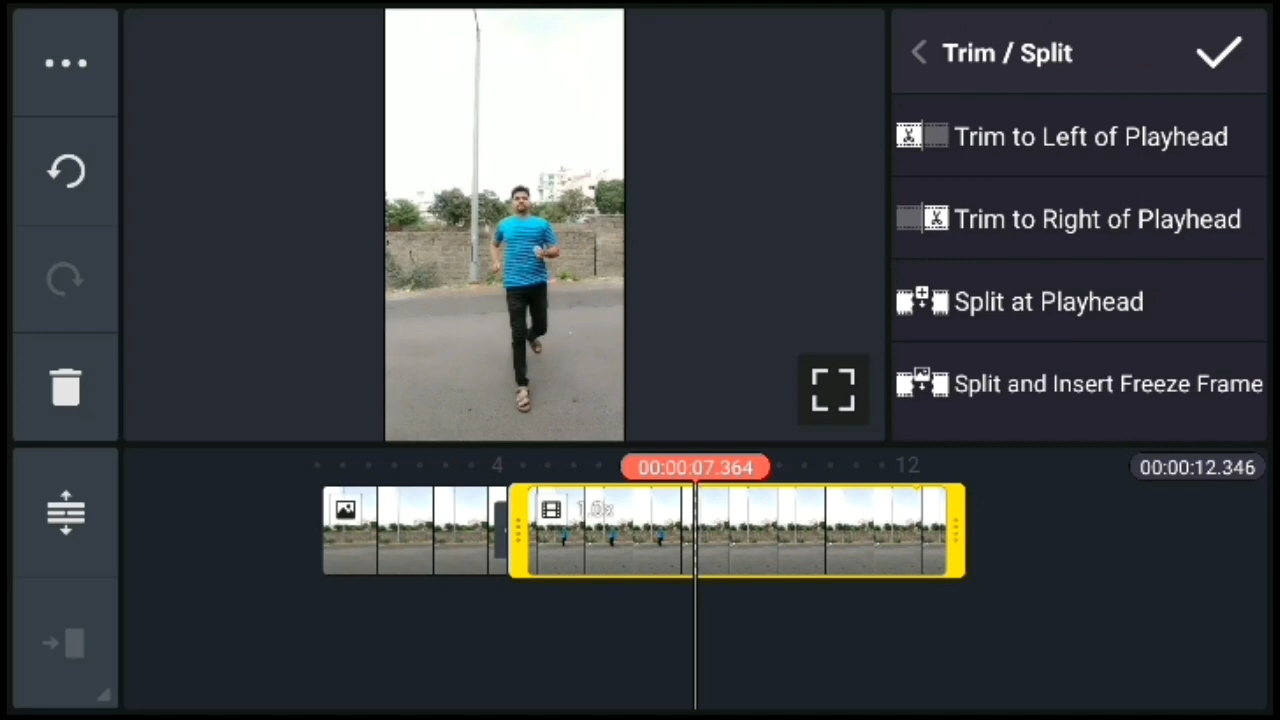 Trim / Split
Trim to Left of Playhead
Trim to Right of Playhead
Split at Playhead
Split and Insert Freeze Frame
4
00:00:07.364
12
00:00:12.346
1.0x